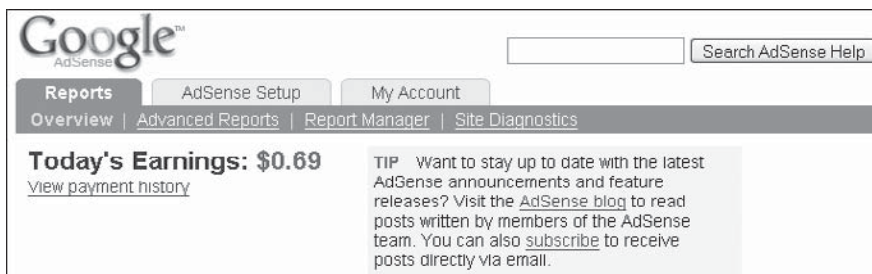 Google™
AdSense
Search AdSense Help
Reports AdSense Setup My Account
Overview | Advanced Reports | Report Manager | Site Diagnostics
Today's Earnings: $0.69
View payment history
TIP Want to stay up to date with the latest
AdSense announcements and feature
releases? Visit the AdSense blog to read
posts written by members of the AdSense
team. You can also subscribe to receive
posts directly via email.